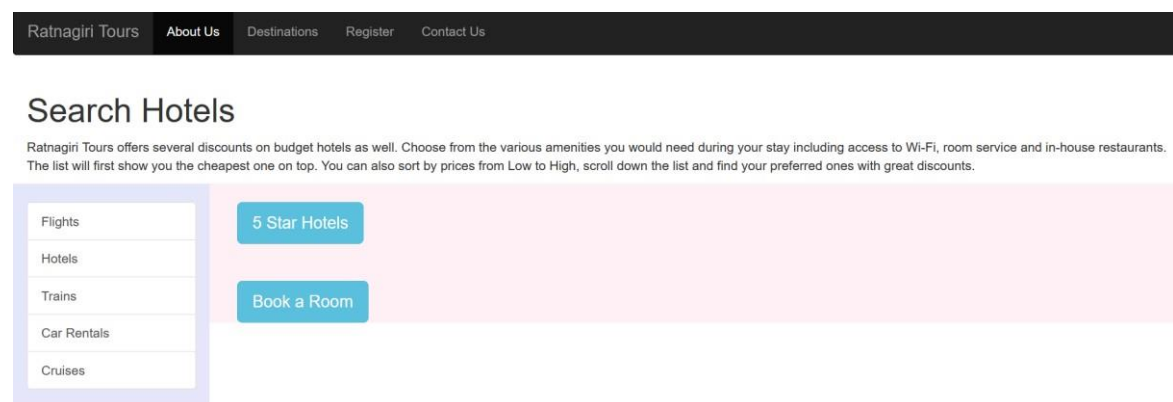 Ratnagiri Tours About Us Destinations Register Contact Us
Search Hotels
Ratnagiri Tours offers several discounts on budget hotels as well. Choose from the various amenities you would need during your stay including access to Wi-Fi, room service and in-house restaurants.
The list will first show you the cheapest one on top. You can also sort by prices from Low to High, scroll down the list and find your preferred ones with great discounts.
Flights
Hotels
Trains
Car Rentals
Cruises
5 Star Hotels
Book a Room